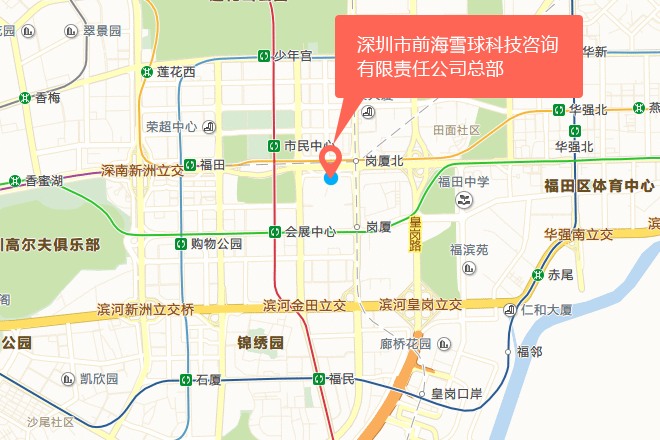 深圳市前海雪球科技咨询
有限责任公司总部
翠景园
少年宫
华新
莲花西
香梅
华强北
燕
荣超中心
田面社区
市民中心
华强北
福田
岗厦北
深南新洲立交
香蜜湖
福田中学
福田区体育中心
岗厦
皇岗路
会展中心
华强南立交
滨
购物公园
圳高尔夫俱乐部
福滨苑
赤尾
阁
滨河新洲立交桥
滨河金田立交
滨河皇岗立交
仁和大厦
公园
锦绣园
廊桥花园
福邻
凯欣园
石厦
福民
皇岗口岸
沙尾社区